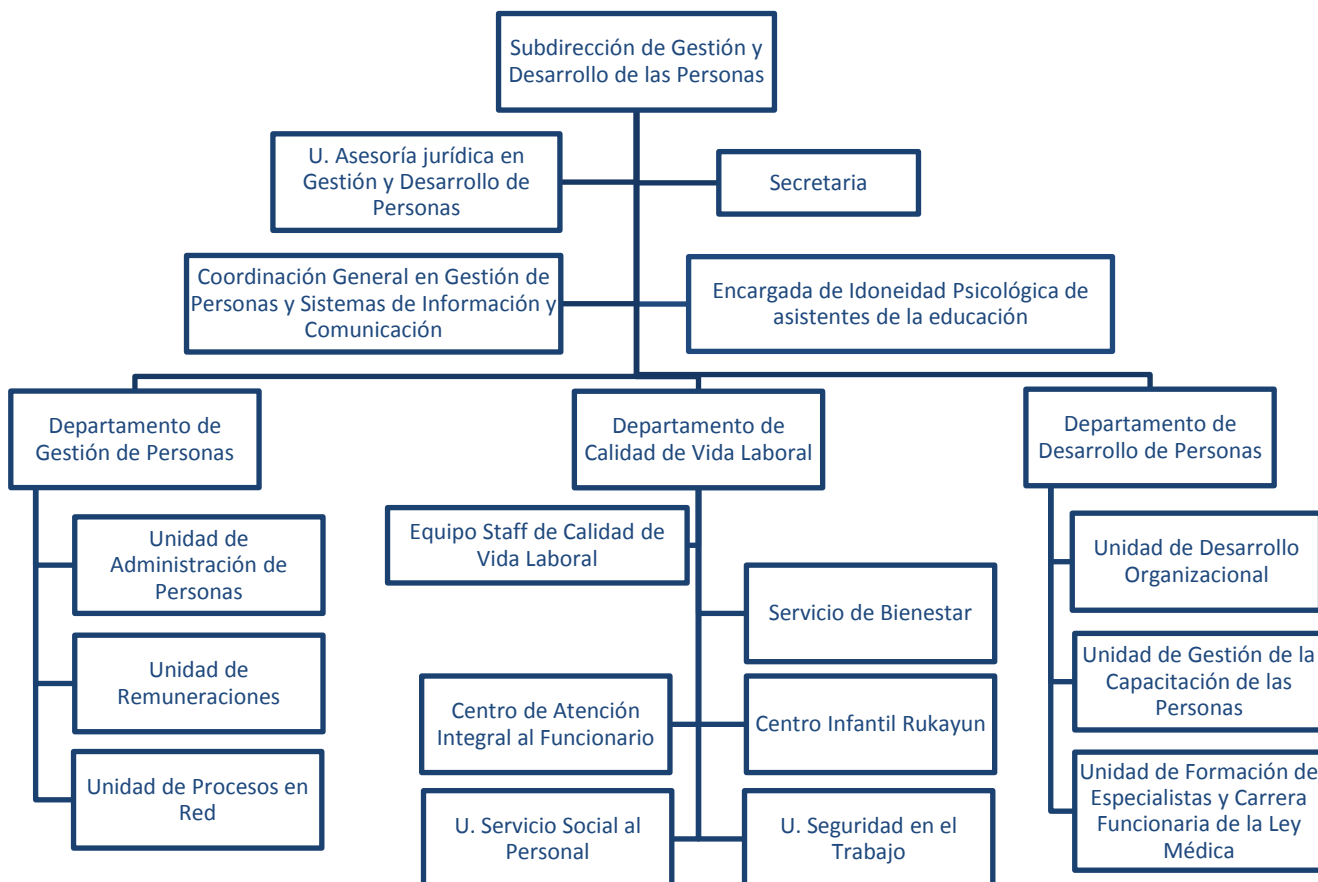 Subdirección de Gestión y
Desarrollo de las Personas
U. Asesoría jurídica en
Gestión y Desarrollo de
Personas
Secretaria
Coordinación General en Gestión de
Personas y Sistemas de Información y
Comunicación
Encargada de Idoneidad Psicológica de
asistentes de la educación
Departamento de
Gestión de Personas
Departamento de
Calidad de Vida Laboral
Departamento de
Desarrollo de Personas
Unidad de
Administración de
Personas
Unidad de
Remuneraciones
Unidad de Procesos en
Red
Equipo Staff de Calidad de
Vida Laboral
Servicio de Bienestar
Centro de Atención
Integral al Funcionario
Centro Infantil Rukayun
U. Servicio Social al
Personal
U. Seguridad en el
Trabajo
Unidad de Desarrollo
Organizacional
Unidad de Gestión de la
Capacitación de las
Personas
Unidad de Formación de
Especialistas y Carrera
Funcionaria de la Ley
Médica